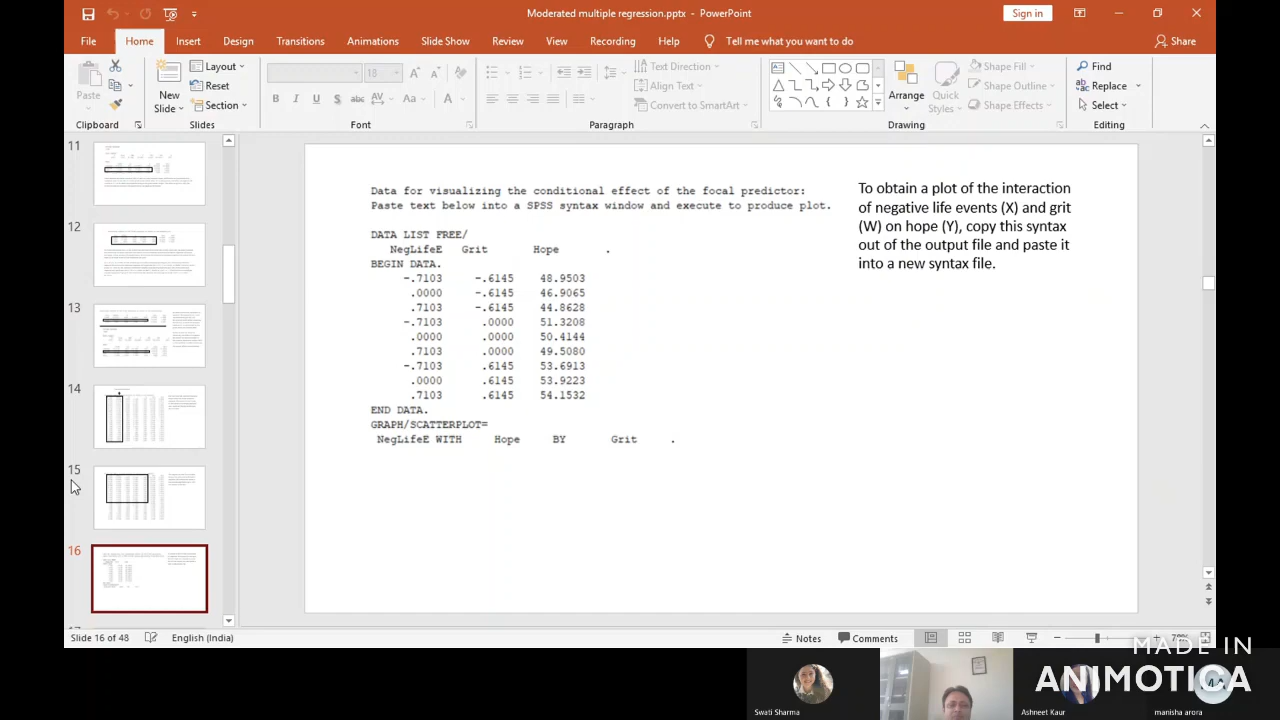 Moderated multiple regression.pptx - PowerPoint
Sign in
File Home Insert Design Transitions Animations Slide Show Review View Recording Help Tell me what you want to do Share
Paste
New
Slide
Layout
Reset
Section
18
Text Direction
Align Text
Convert to SmartArt
Arrange
Quick
Styles
Shape Fill
Shape Outline
Shape Effects
Find
Replace
Select
Clipboard Slides Font Paragraph Drawing Editing
11
12
13
14
15
16
Data for visualizing the conditional effect of the focal predictor:
Paste text below into a SPSS syntax window and execute to produce plot.
DATA LIST FREE/
NegLifeE Grit Hope .
BEGIN DATA.
-.7103 -.6145 48.9503
.0000 -.6145 46.9065
.7103 -.6145 44.8628
-.7103 .0000 51.3208
.0000 .0000 50.4144
.7103 .0000 49.5080
-.7103 .6145 53.6913
.0000 .6145 53.9223
.7103 .6145 54.1532
END DATA.
GRAPH/SCATTERPLOT=
NegLifeE WITH Hope BY Grit .
To obtain a plot of the interaction
of negative life events (X) and grit
(W) on hope (Y), copy this syntax
out of the output file and paste it
into a new syntax file.
Slide 16 of 48 English (India) Notes Comments
MADE IN
ANIMOTICA
Swati Sharma
Ashneet Kaur
manisha arora